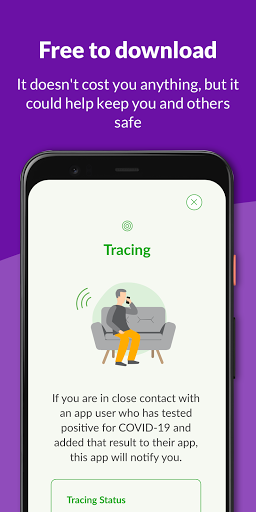 Free to download
It doesn't cost you anything, but it
could help keep you and others
safe
Tracing
If you are in close contact with
an app user who has tested
positive for COVID-19 and
added that result to their app,
this app will notify you.
Tracing Status